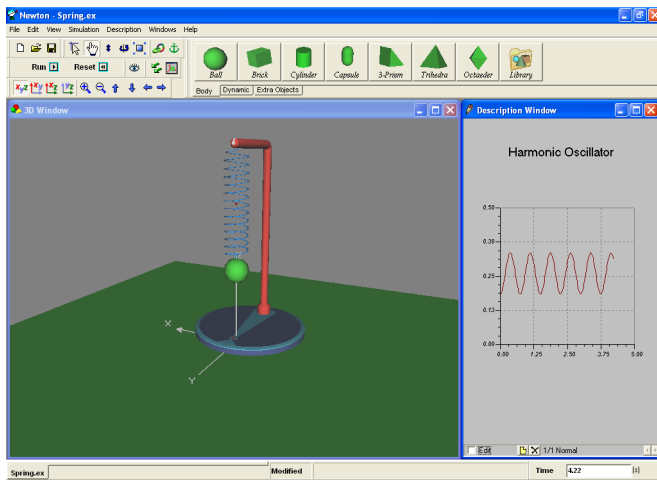 Newton - Spring.ex
File Edit View Simulation Description Windows Help
Run Reset
Ball Brick Cylinder Capsule 3-Prism Trihedra Octaeder Library
Body Dynamic Extra Objects
3D Window
Description Window
Harmonic Oscillator
0.50
0.38
0.25
0.13
0.00
0.00 1.25 2.50 3.75 5.00
X
Y
Edit 1/1 Normal
Spring.ex Modified Time 4.22 (s)